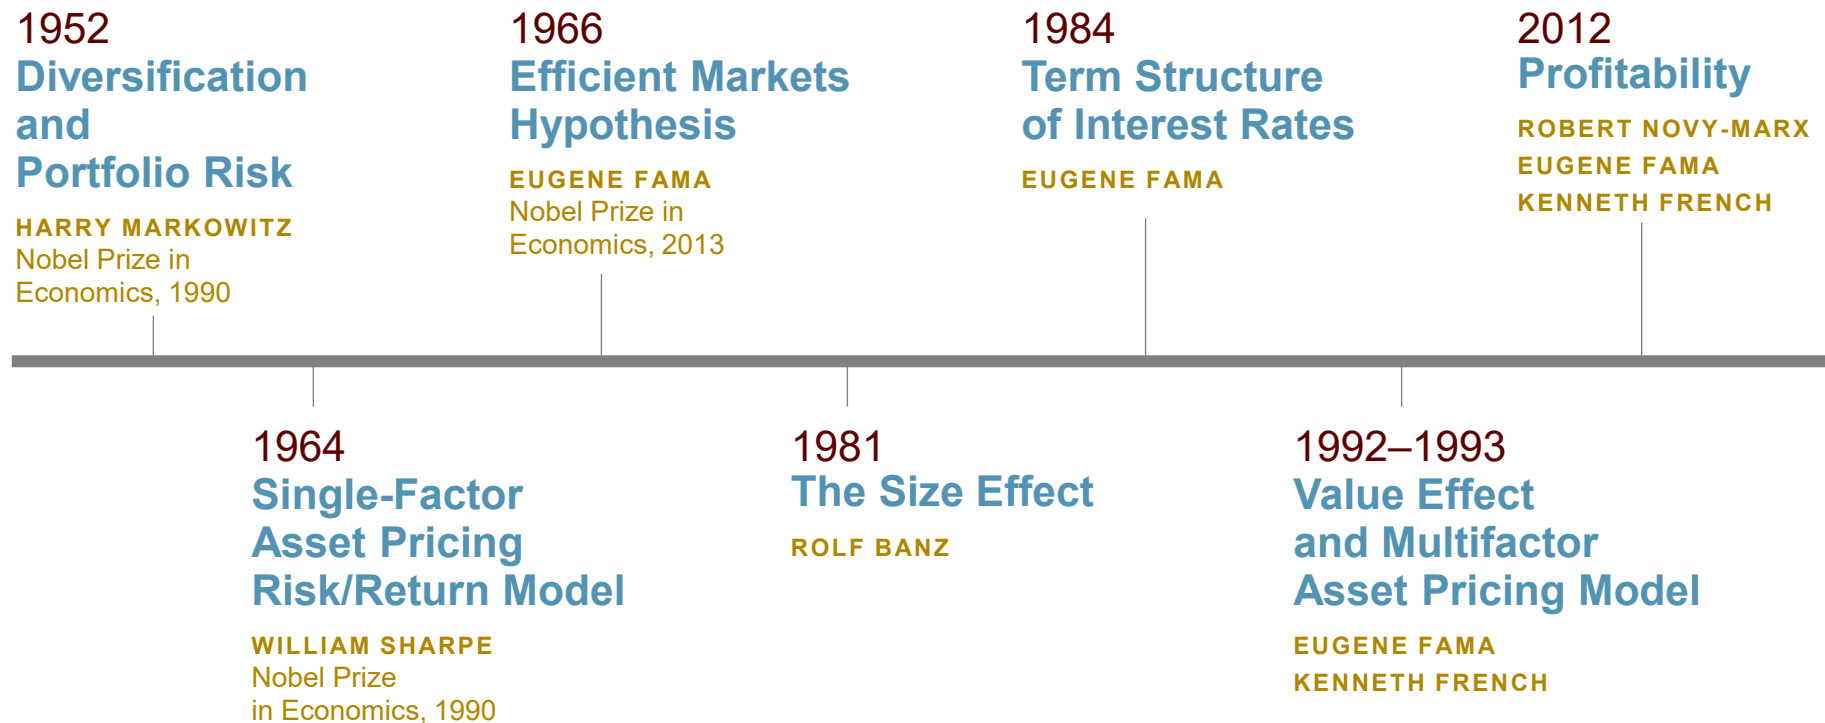 1952
Diversification
and
Portfolio Risk
HARRY MARKOWITZ
Nobel Prize in
Economics, 1990
1966
Efficient Markets
Hypothesis
EUGENE FAMA
Nobel Prize in
Economics, 2013
1984
Term Structure
of Interest Rates
EUGENE FAMA
2012
Profitability
ROBERT NOVY-MARX
EUGENE FAMA
KENNETH FRENCH
1964
Single-Factor
Asset Pricing
Risk/Return Model
WILLIAM SHARPE
Nobel Prize
in Economics, 1990
1981
The Size Effect
ROLF BANZ
1992–1993
Value Effect
and Multifactor
Asset Pricing Model
EUGENE FAMA
KENNETH FRENCH